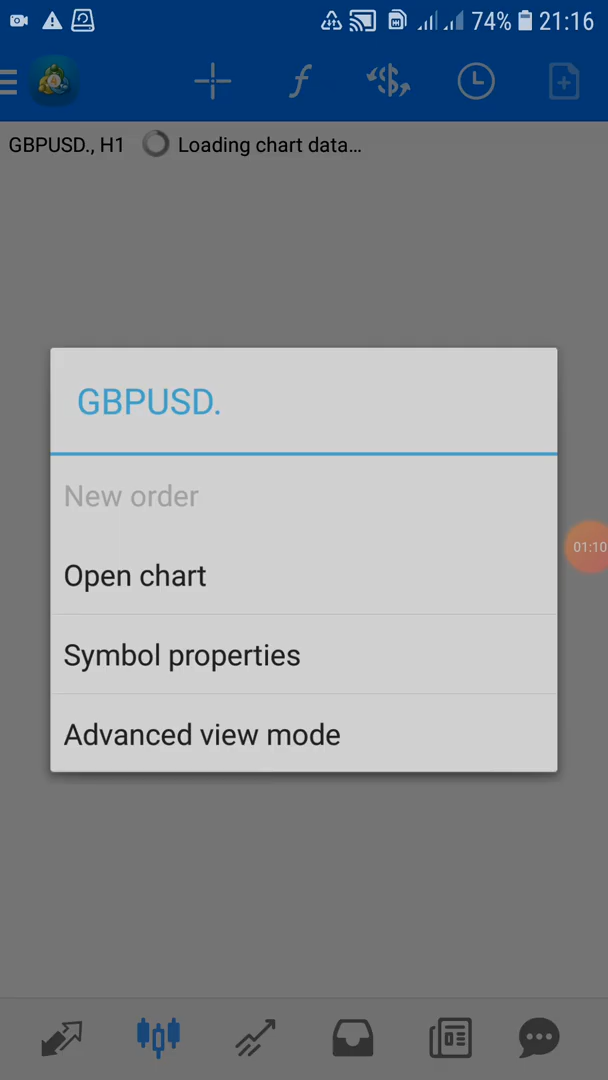 74% 21:16
GBPUSD., H1 Loading chart data...
GBPUSD.
New order
Open chart
01:10
Symbol properties
Advanced view mode